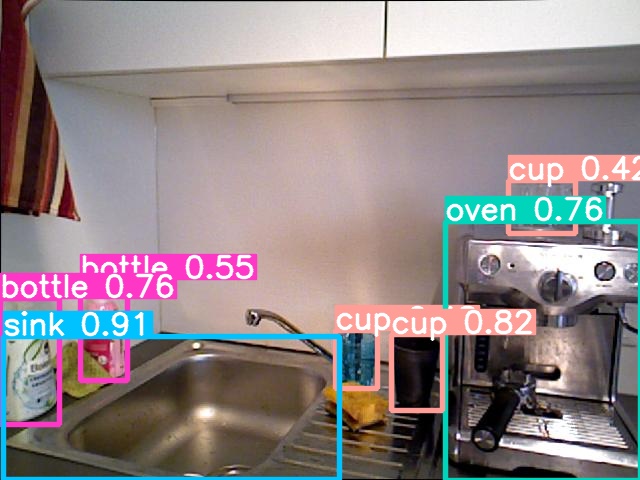 cup 0.42
oven 0.76
bottle 0.55
bottle 0.76
sink 0.91
cup
cup 0.82